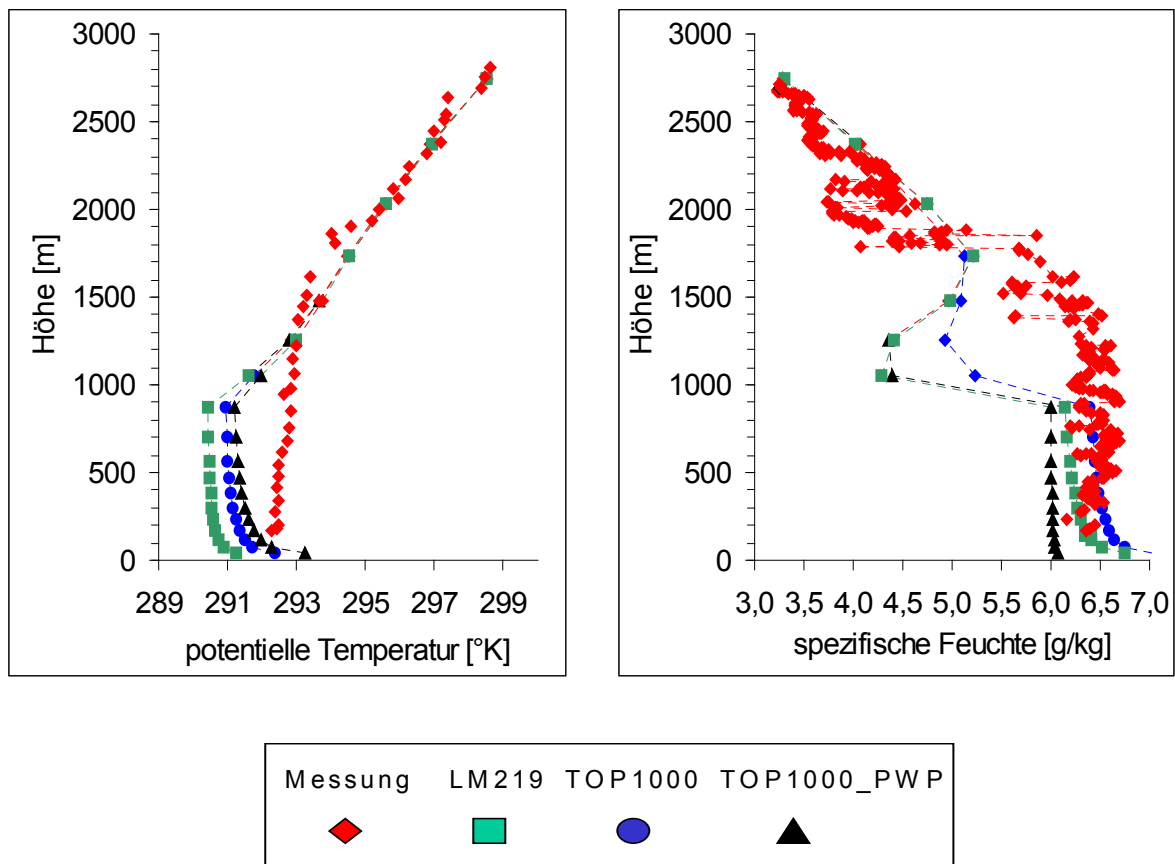 3000
2500
2000
1500
1000
500
0
Höhe [m]
289 291 293 295 297 299
potentielle Temperatur [°K]
3000
2500
2000
1500
1000
500
0
Höhe [m]
3,0 3,5 4,0 4,5 5,0 5,5 6,0 6,5 7,0
spezifische Feuchte [g/kg]
Messung LM219 TOP1000 TOP1000_PWP